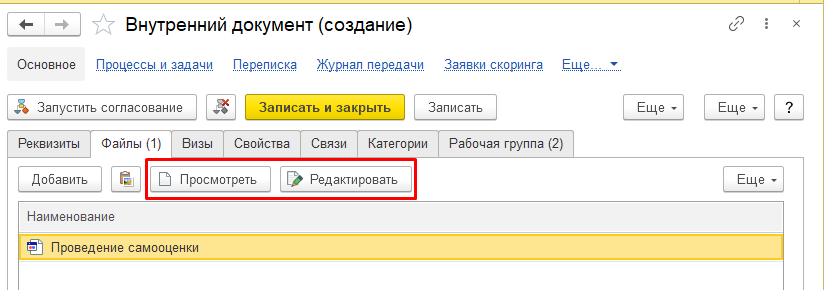 Внутренний документ (создание)
Основное Процессы и задачи Переписка Журнал передачи Заявки скоринга Еще...
Запустить согласование Записать и закрыть Записать Еще Еще ?
Реквизиты Файлы (1) Визы Свойства Связи Категории Рабочая группа (2)
Добавить Просмотреть Редактировать Еще
Наименование
Проведение самооценки